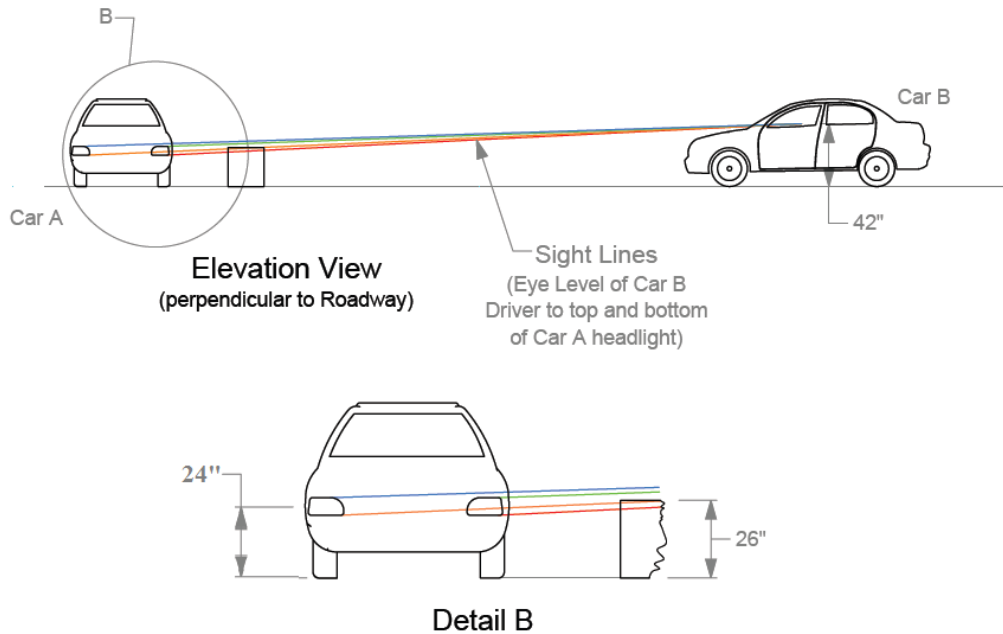 B
Car B
Car A
42"
Elevation View
(perpendicular to Roadway)
Sight Lines
(Eye Level of Car B
Driver to top and bottom
of Car A headlight)
24"
26"
Detail B